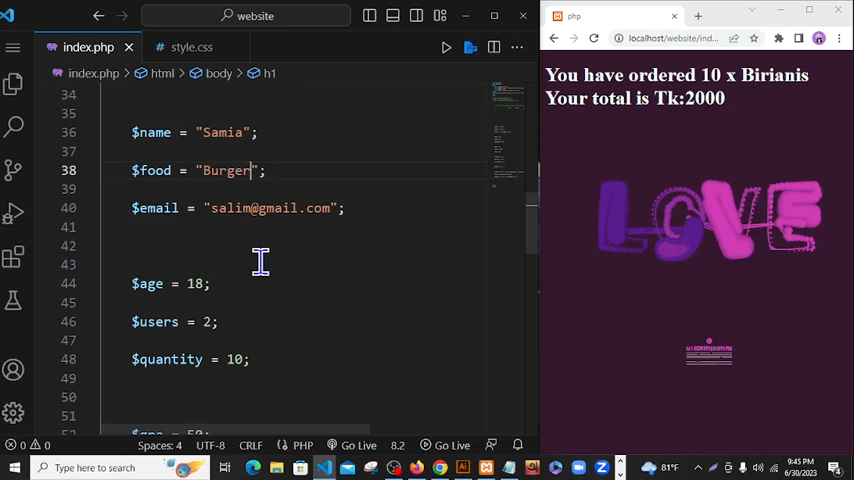 website
index.php
style.css
index.php > html > body > h1
34
35
36 $name = "Samia";
37
38 $food = "Burger";
39
40 $email = "salim@gmail.com";
41
42
43
44 $age = 18;
45
46 $users = 2;
47
48 $quantity = 10;
49
50
51
Spaces: 4 UTF-8 CRLF PHP Go Live 8.2 Go Live
0 0
php
localhost/website/ind...
You have ordered 10 x Birianis
Your total is Tk:2000
LOVE
Type here to search
81°F
9:45 PM
6/30/2023
4